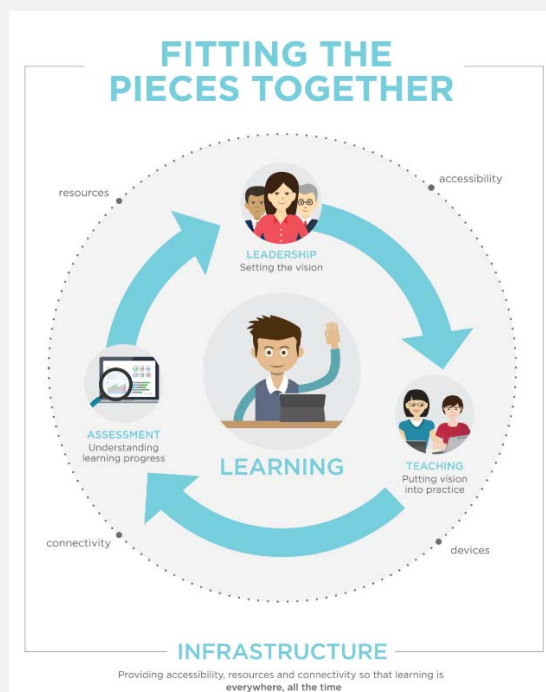 FITTING THE
PIECES TOGETHER
resources
accessibility
LEADERSHIP
Setting the vision
ASSESSMENT
Understanding
learning progress
LEARNING
TEACHING
Putting vision
into practice
connectivity
devices
INFRASTRUCTURE
Providing accessibility, resources and connectivity so that learning is
everywhere, all the time